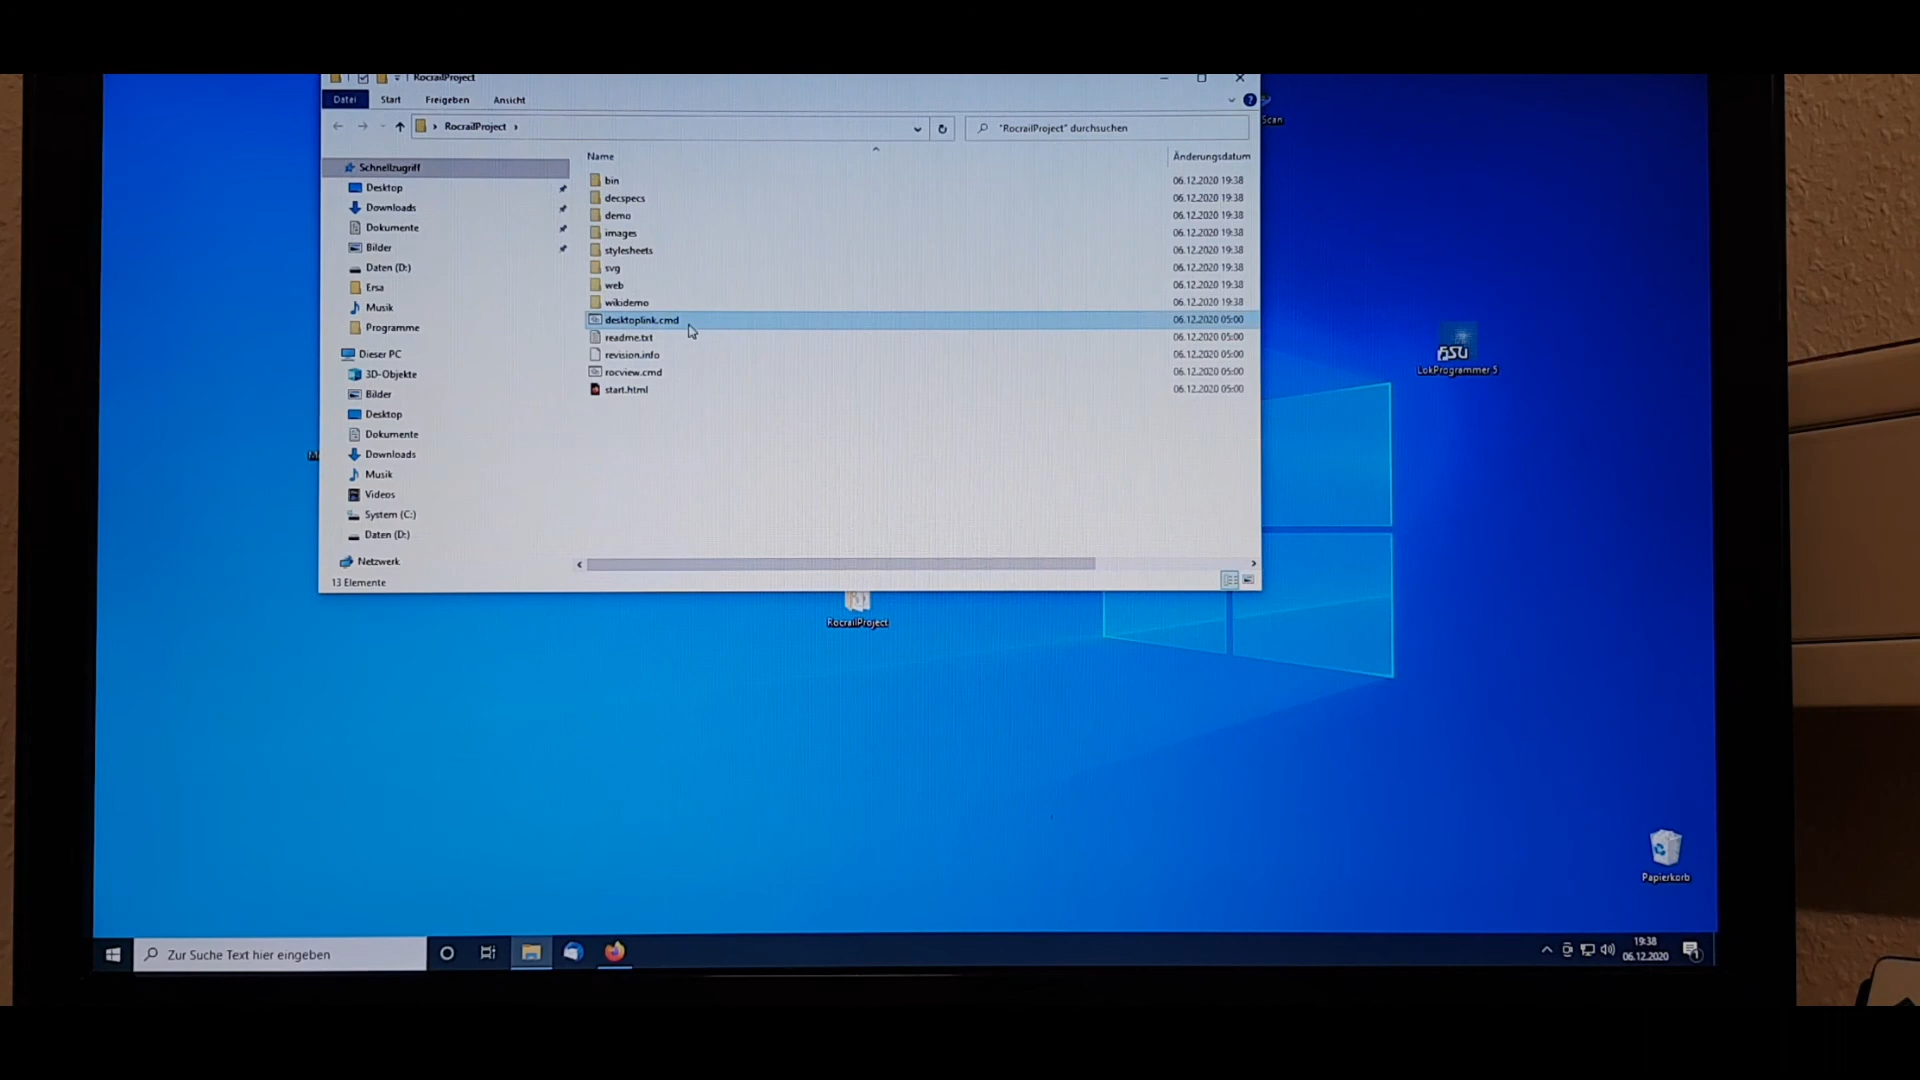 RocrailProject
Datei Start Freigeben Ansicht
RocrailProject
"RocrailProject" durchsuchen
Scan
Name Änderungsdatum
Schnellzugriff
Desktop
Downloads
Dokumente
Bilder
Daten (D:)
Ersa
Musik
Programme
Dieser PC
3D-Objekte
Bilder
Desktop
Dokumente
Downloads
Musik
Videos
System (C:)
Daten (D:)
Netzwerk
bin 06.12.2020 19:38
decspecs 06.12.2020 19:38
demo 06.12.2020 19:38
images 06.12.2020 19:38
stylesheets 06.12.2020 19:38
svg 06.12.2020 19:38
web 06.12.2020 19:38
wikidemo 06.12.2020 19:38
desktoplink.cmd 06.12.2020 05:00
readme.txt 06.12.2020 05:00
revision.info 06.12.2020 05:00
rocview.cmd 06.12.2020 05:00
start.html 06.12.2020 05:00
13 Elemente
RocrailProject
LokProgrammer 5
Papierkorb
Zur Suche Text hier eingeben
19:38
06.12.2020
1